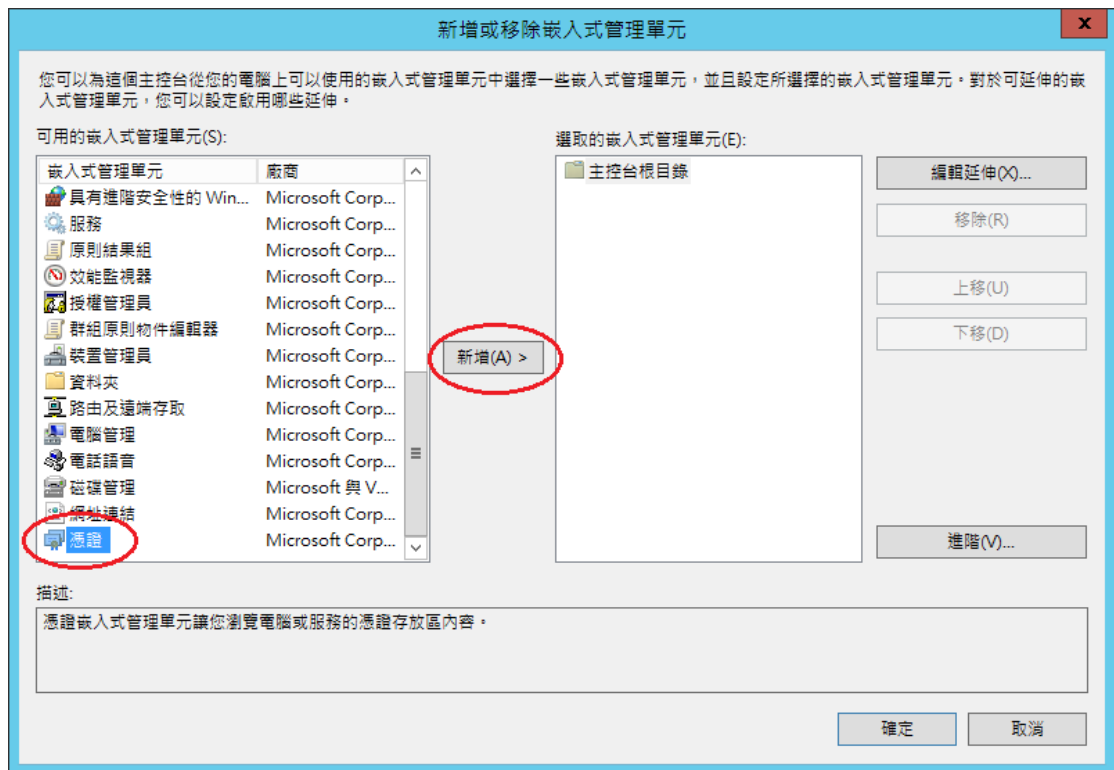 新增或移除嵌入式管理單元
x
您可以為這個主控台從您的電腦上可以使用的嵌入式管理單元中選擇一些嵌入式管理單元，並且設定所選擇的嵌入式管理單元。對於可延伸的嵌
入式管理單元，您可以設定啟用哪些延伸。
可用的嵌入式管理單元(S):
選取的嵌入式管理單元(E):
嵌入式管理單元 廠商
具有進階安全性的 Win... Microsoft Corp...
服務 Microsoft Corp...
原則結果組 Microsoft Corp...
效能監視器 Microsoft Corp...
授權管理員 Microsoft Corp...
群組原則物件編輯器 Microsoft Corp...
裝置管理員 Microsoft Corp...
資料夾 Microsoft Corp...
路由及遠端存取 Microsoft Corp...
電腦管理 Microsoft Corp...
電話語音 Microsoft Corp...
磁碟管理 Microsoft 與 V...
網址連結 Microsoft Corp...
憑證 Microsoft Corp...
新增(A) >
主控台根目錄
編輯延伸(X)...
移除(R)
上移(U)
下移(D)
進階(V)...
描述:
憑證嵌入式管理單元讓您瀏覽電腦或服務的憑證存放區內容。
確定
取消